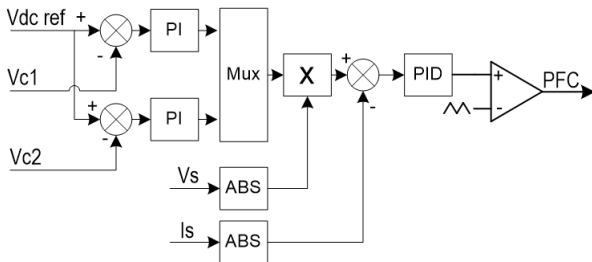 Vdc ref
+
-
PI
Vc1
+
-
PI
Vc2
Mux
X
+
-
PID
+
-
PFC
Vs
ABS
Is
ABS